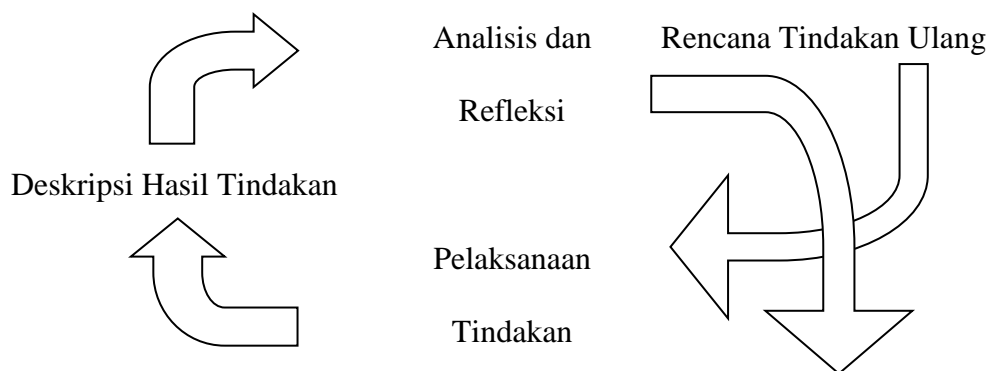 Analisis dan
Refleksi
Rencana Tindakan Ulang
Deskripsi Hasil Tindakan
Pelaksanaan
Tindakan